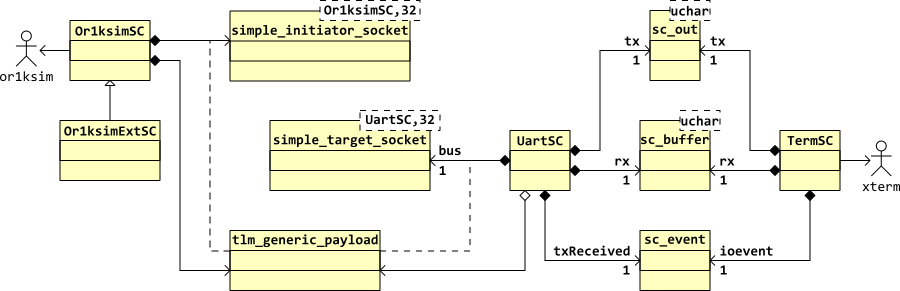 Or1ksimSC
Or1ksimSC,32
simple_initiator_socket
uchar
sc_out
or1ksim
tx
1
tx
1
Or1ksimExtSC
UartSC,32
simple_target_socket
bus
1
UartSC
uchar
sc_buffer
rx
1
rx
1
TermSC
xterm
tlm_generic_payload
sc_event
txReceived
1
ioevent
1